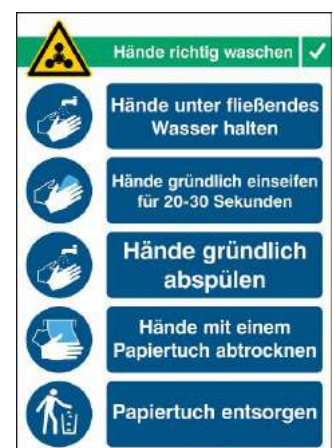 Hände richtig waschen
Hände unter fließendes
Wasser halten
Hände gründlich einseifen
für 20-30 Sekunden
Hände gründlich
abspülen
Hände mit einem
Papiertuch abtrocknen
Papiertuch entsorgen